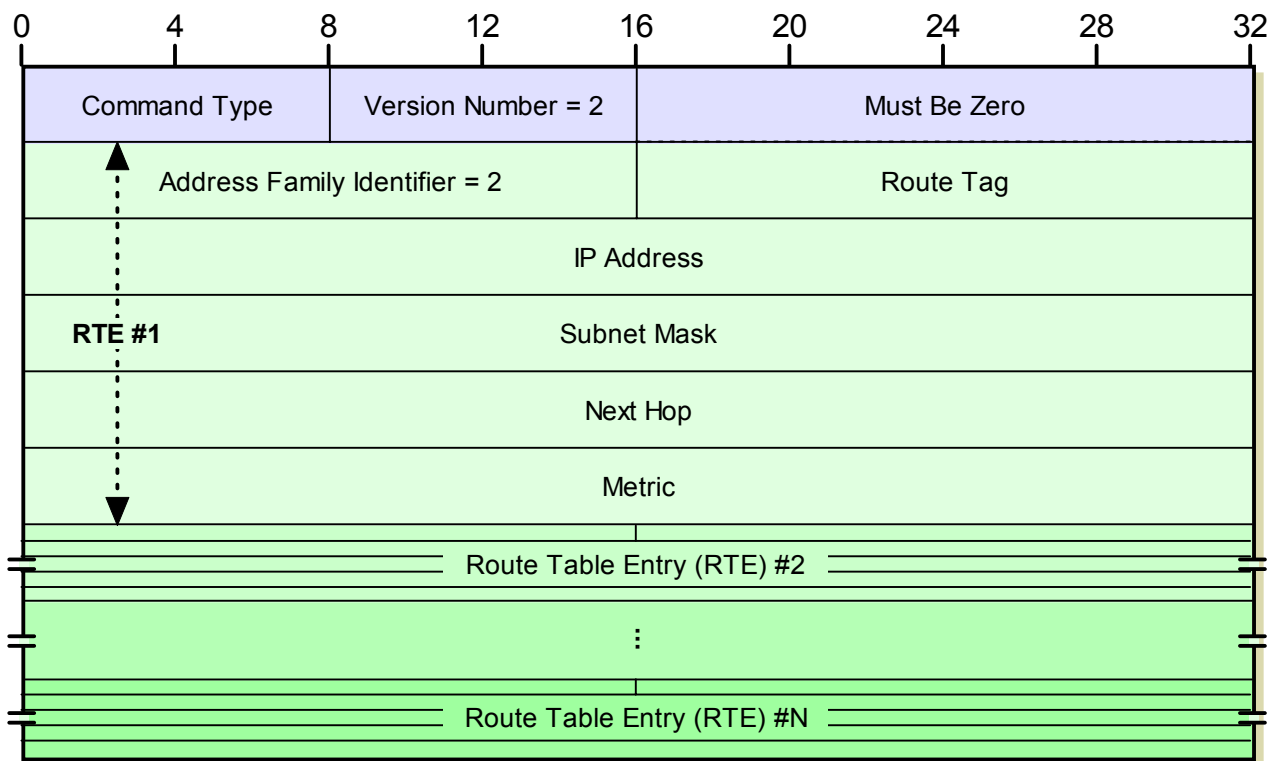 0 4 8 12 16 20 24 28 32
Command Type Version Number = 2 Must Be Zero
Address Family Identifier = 2 Route Tag
IP Address
RTE #1 Subnet Mask
Next Hop
Metric
Route Table Entry (RTE) #2
...
Route Table Entry (RTE) #N